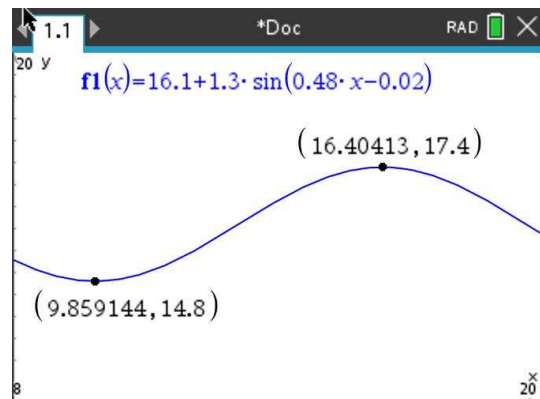 1.1 *Doc RAD
20 y
f1(x)=16.1+1.3· sin(0.48· x−0.02)
(16.40413,17.4)
(9.859144,14.8)
x
8 20